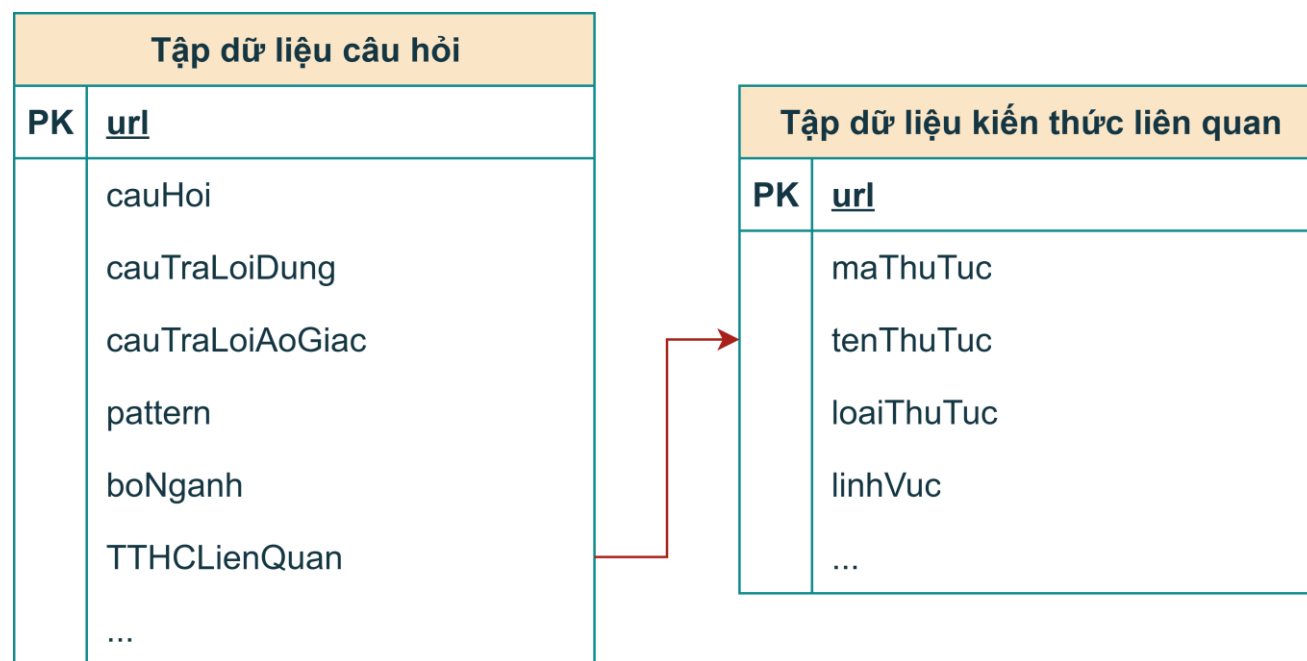 Tập dữ liệu câu hỏi
PK url
cauHoi
cauTraLoiDung
cauTraLoiAoGiac
pattern
boNganh
TTHCLienQuan
...
Tập dữ liệu kiến thức liên quan
PK url
maThuTuc
tenThuTuc
loaiThuTuc
linhVuc
...